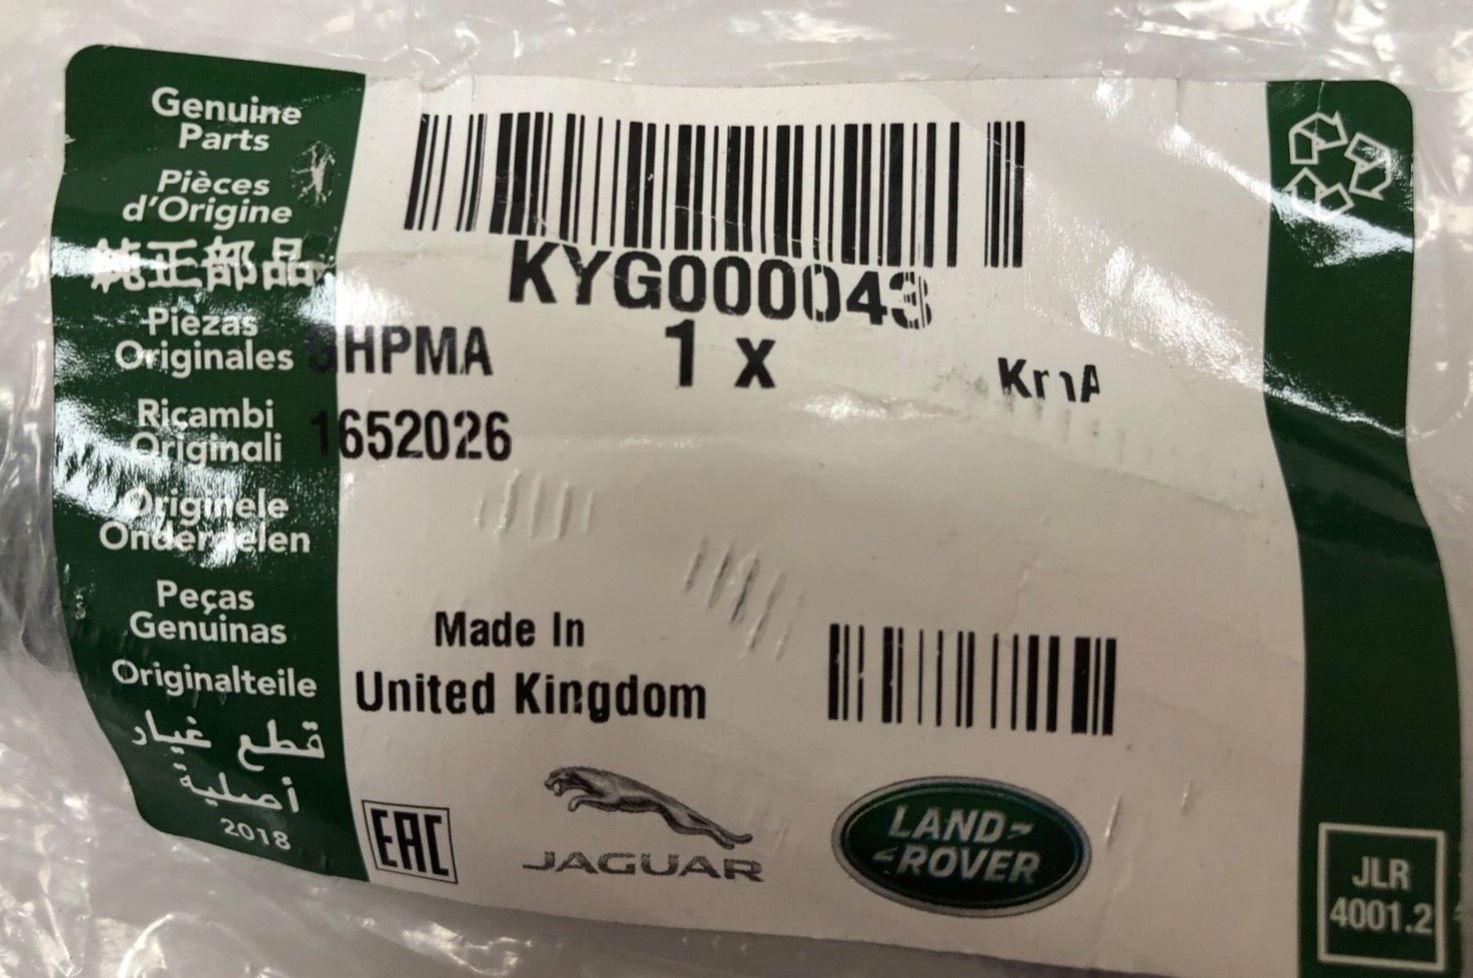 Genuine
Parts
Pièces
d'Origine
純正部品
Piezas
Originales
Ricambi
Originali
Originele
Onderdelen
Peças
Genuinas
Originalteile
قطع غيار
أصلية
2018
KYG000043
1 x
1652026
Made In
United Kingdom
EAC
JAGUAR
LAND-
-ROVER
JLR
4001.2